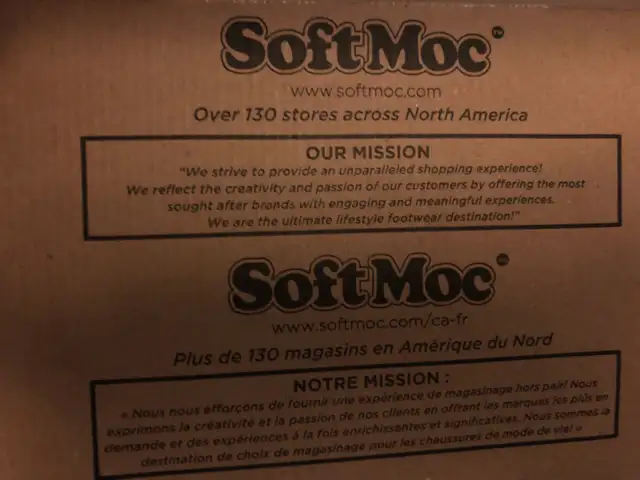 SoftMoc™
www.softmoc.com
Over 130 stores across North America
OUR MISSION
"We strive to provide an unparalleled shopping experience!
We reflect the creativity and passion of our customers by offering the most
sought after brands with engaging and meaningful experiences.
We are the ultimate lifestyle footwear destination!"
SoftMoc™
www.softmoc.com/ca-fr
Plus de 130 magasins en Amérique du Nord
NOTRE MISSION :
« Nous nous efforçons de fournir une expérience de magasinage hors pair! Nous
exprimons la créativité et la passion de nos clients en offrant les marques les plus en
demande et des expériences à la fois enrichissantes et significatives. Nous sommes la
destination de choix de magasinage pour les chaussures de mode de vie! »